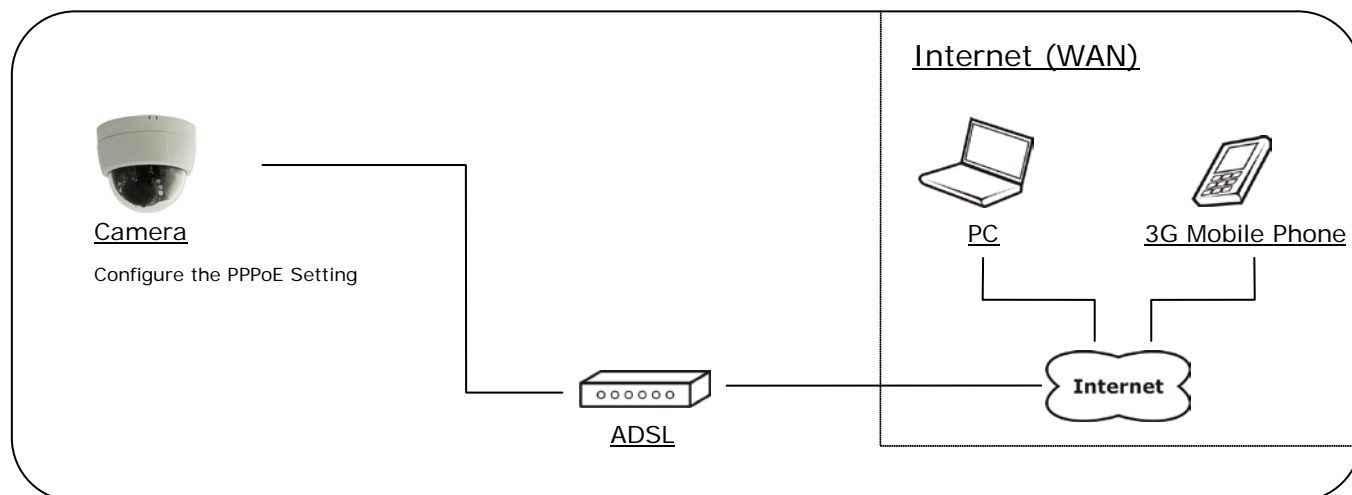 Internet (WAN)
Camera
Configure the PPPoE Setting
PC
3G Mobile Phone
Internet
ADSL